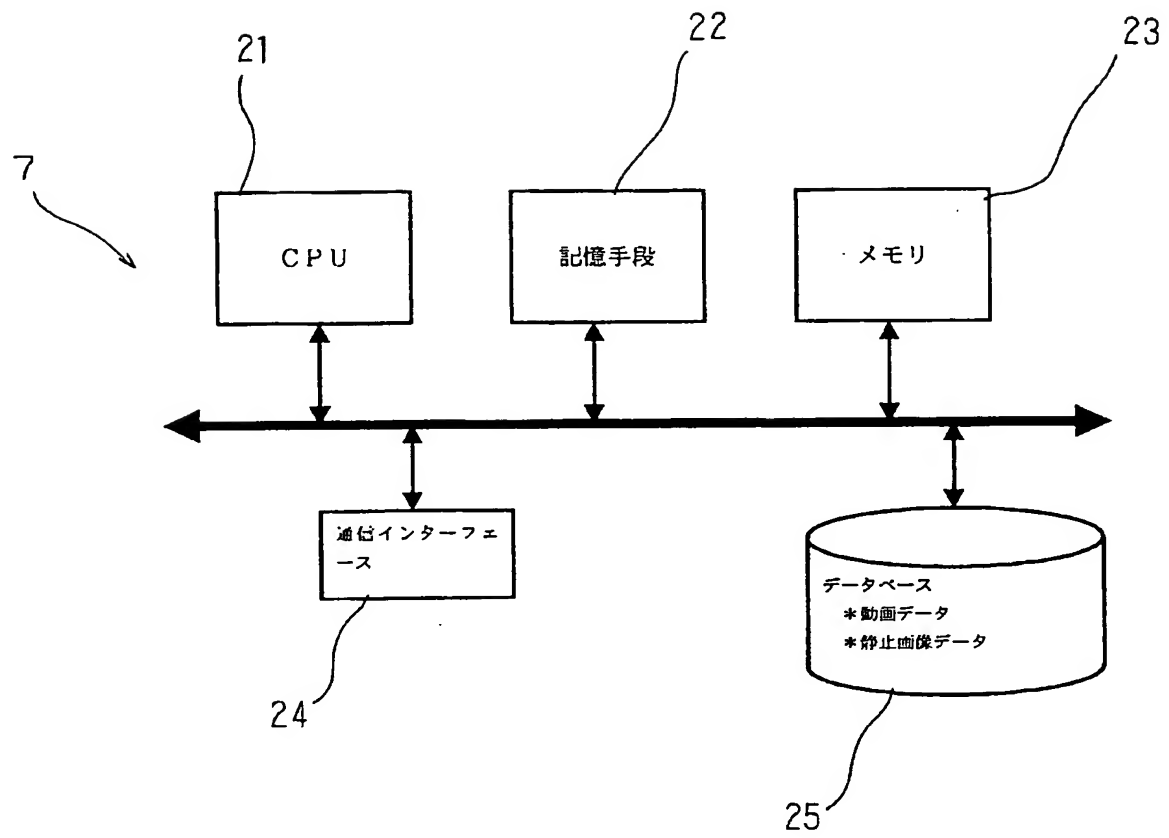 21
22
23
7
CPU
記憶手段
メモリ
通信インターフェ
ース
データベース
*動画データ
*静止画像データ
24
25